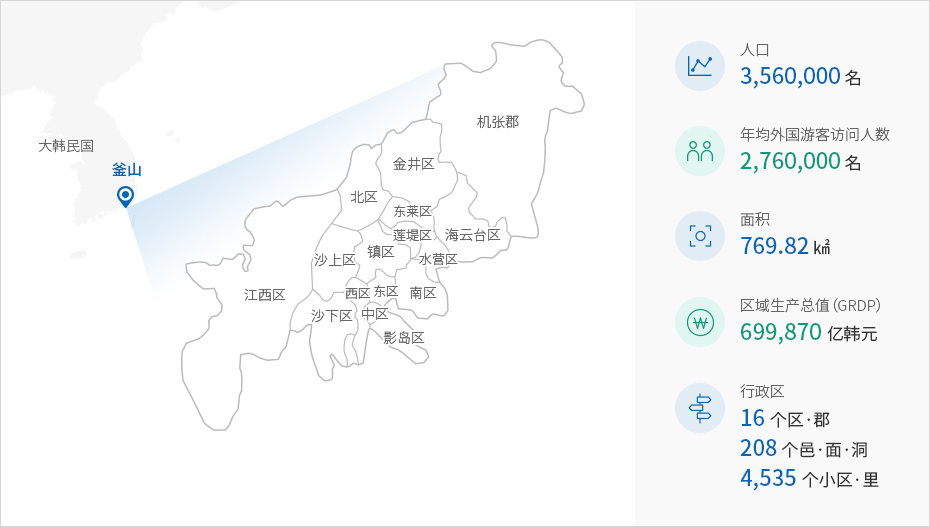 大韩民国
釜山
机张郡
金井区
北区
东莱区
莲堤区
海云台区
镇区
沙上区
水营区
江西区
西区
东区
南区
沙下区
中区
影岛区
人口
3,560,000 名
年均外国游客访问人数
2,760,000 名
面积
769.82 ㎢
区域生产总值 (GRDP)
699,870 亿韩元
行政区
16 个区·郡
208 个邑·面·洞
4,535 个小区·里